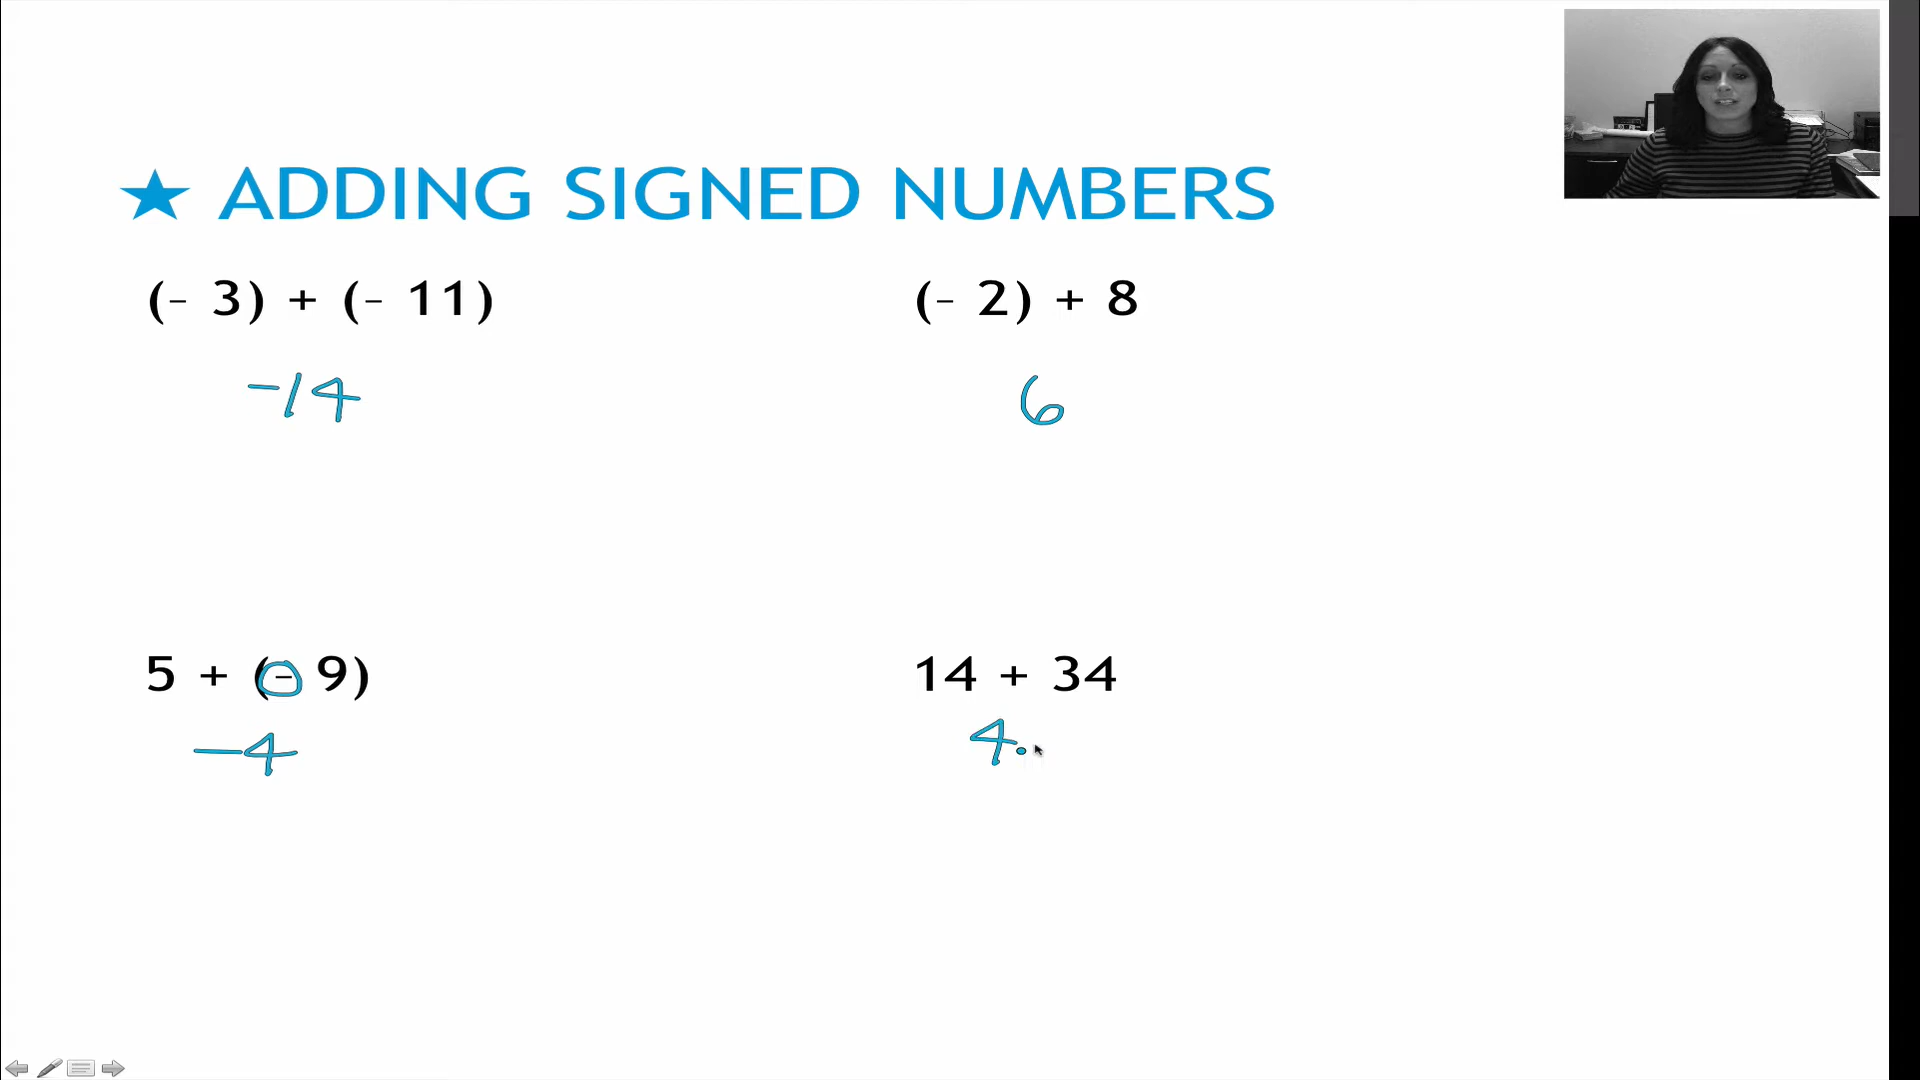 ★ ADDING SIGNED NUMBERS
(- 3) + (- 11)
(- 2) + 8
-14
6
5 + (- 9)
14 + 34
-4
4.